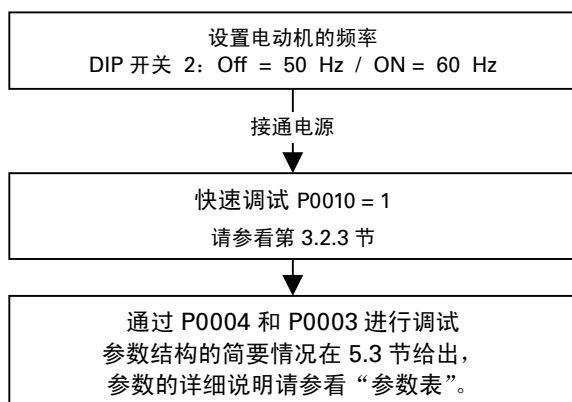 设置电动机的频率
DIP 开关 2：Off = 50 Hz / ON = 60 Hz
接通电源
快速调试 P0010 = 1
请参看第 3.2.3 节
通过 P0004 和 P0003 进行调试
参数结构的简要情况在 5.3 节给出，
参数的详细说明请参看“参数表”。